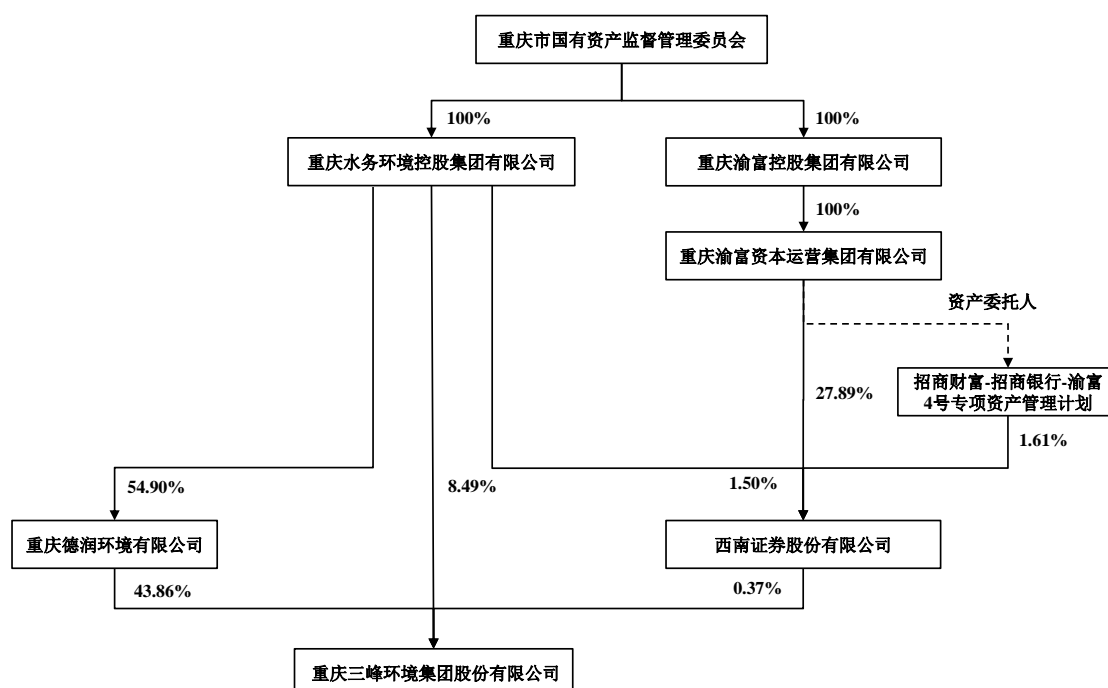 重庆市国有资产监督管理委员会
100%
100%
重庆水务环境控股集团有限公司
重庆渝富控股集团有限公司
100%
重庆渝富资本运营集团有限公司
资产委托人
招商财富-招商银行-渝富
4号专项资产管理计划
27.89%
1.61%
54.90%
8.49%
1.50%
重庆德润环境有限公司
西南证券股份有限公司
43.86%
0.37%
重庆三峰环境集团股份有限公司